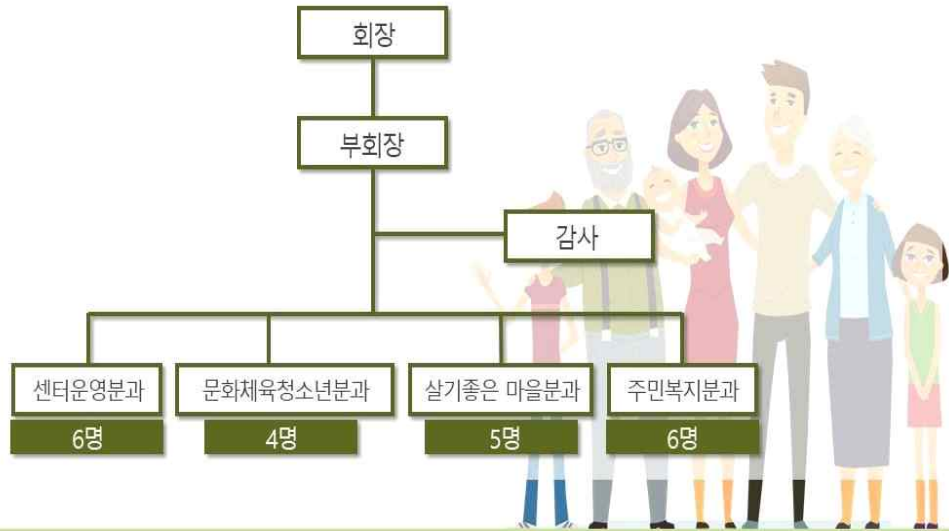 회장
부회장
감사
센터운영분과
문화체육청소년분과
살기좋은 마을분과
주민복지분과
6명
4명
5명
6명